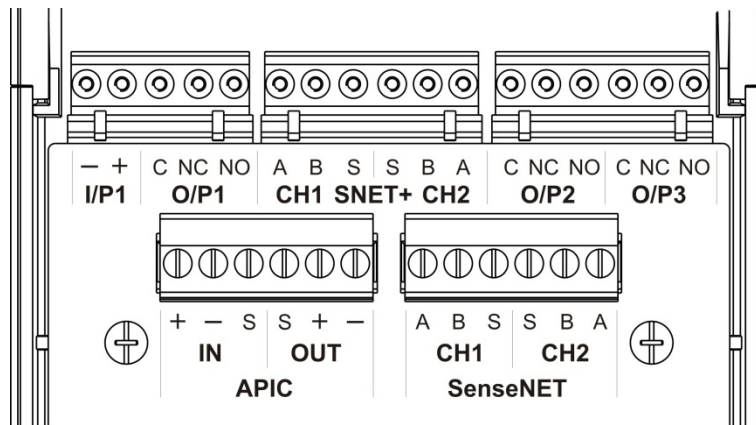 − + C NC NO A B S S B A C NC NO C NC NO
I/P1 O/P1 CH1 SNET+ CH2 O/P2 O/P3
+ − S S + − A B S S B A
IN OUT CH1 CH2
APIC SenseNET